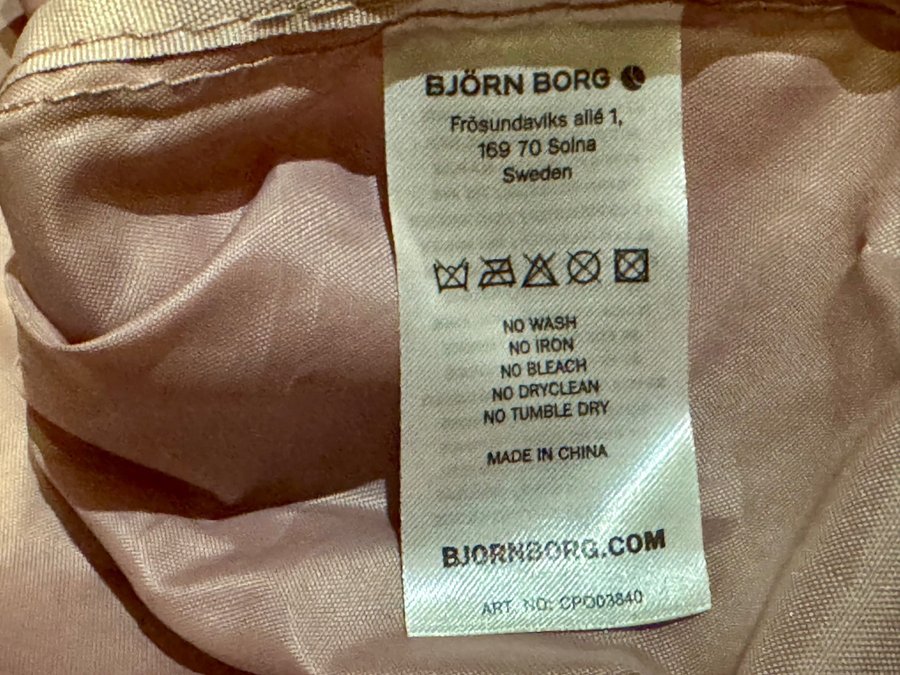 BJÖRN BORG
Frösundaviks allé 1,
169 70 Solna
Sweden
NO WASH
NO IRON
NO BLEACH
NO DRYCLEAN
NO TUMBLE DRY
MADE IN CHINA
BJORNBORG.COM
ART. NO: CPO03840